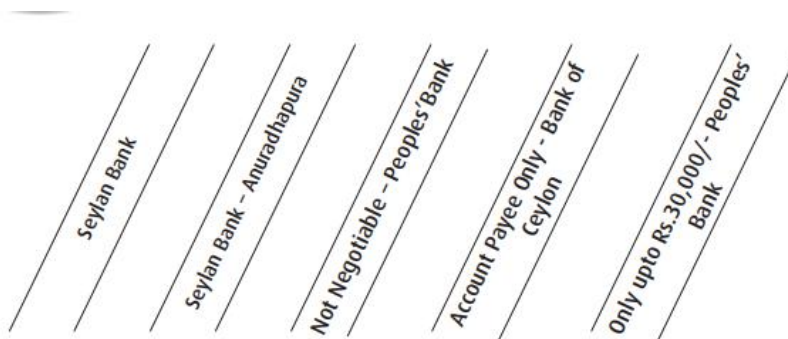 Seylan Bank
Seylan Bank – Anuradhapura
Not Negotiable – Peoples’Bank
Account Payee Only - Bank of
Ceylon
Only upto Rs.30,000/- Peoples’
Bank